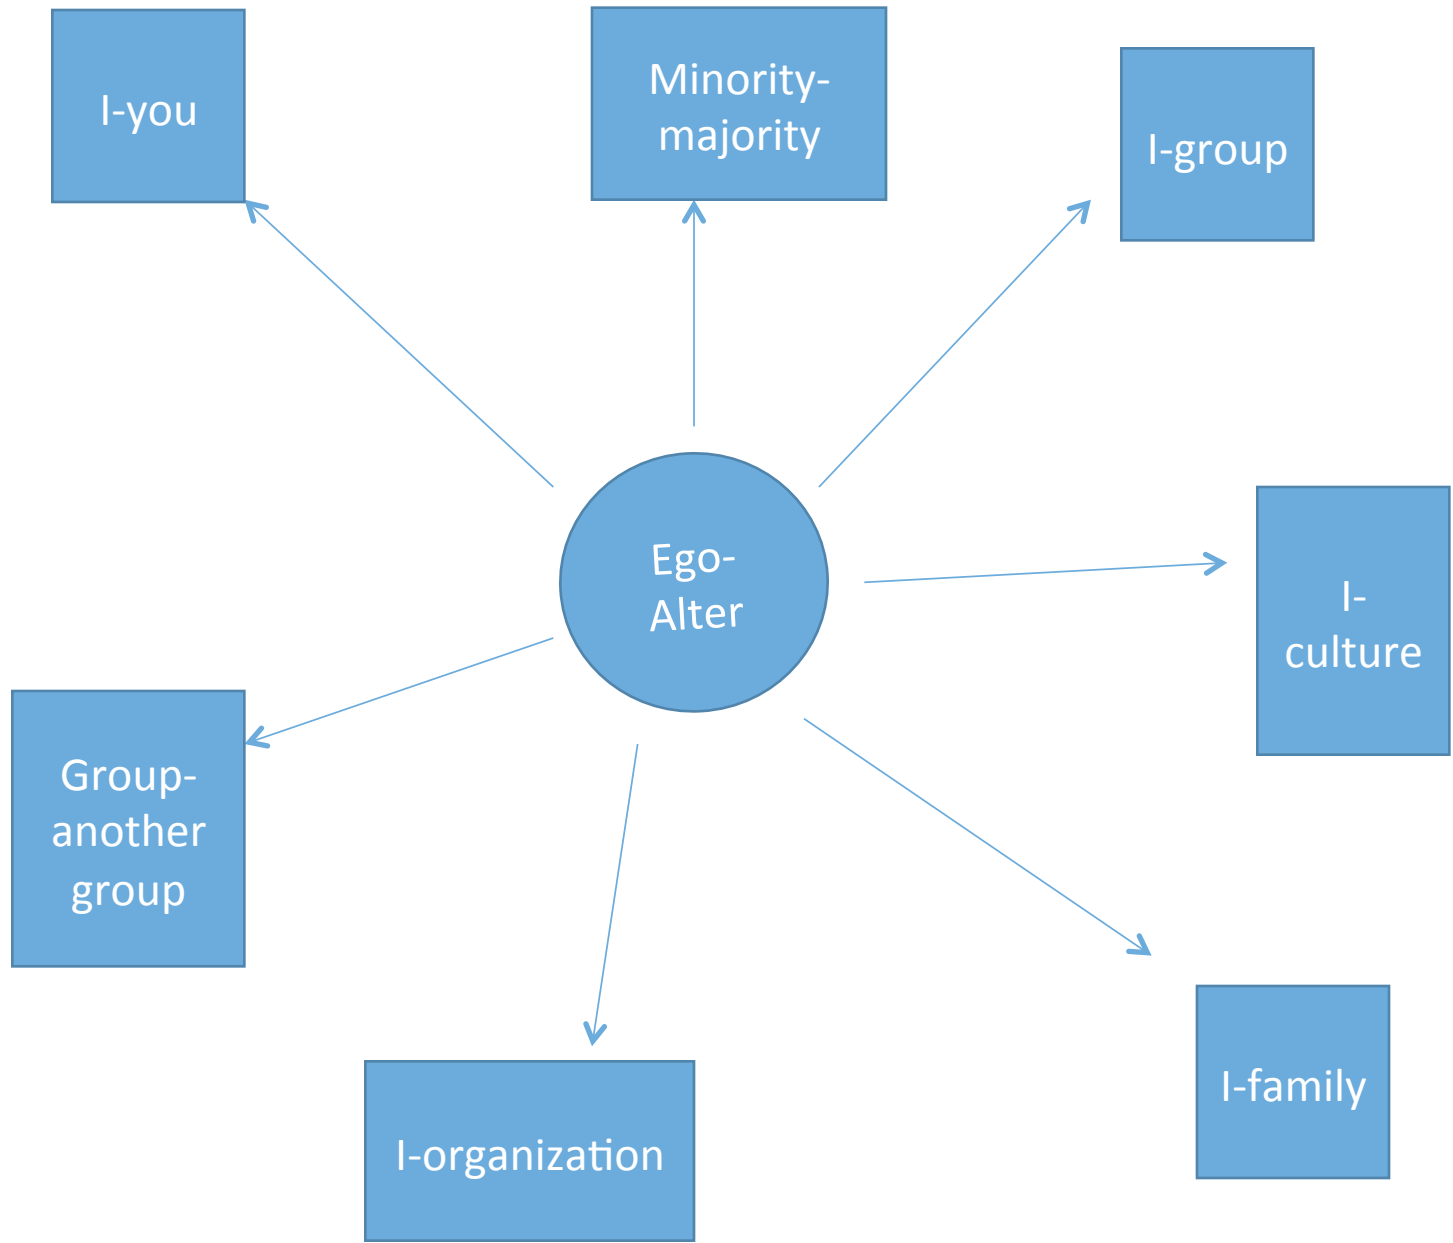 I-you
Minority-
majority
I-group
Ego-
Alter
I-
culture
Group-
another
group
I-family
I-organization